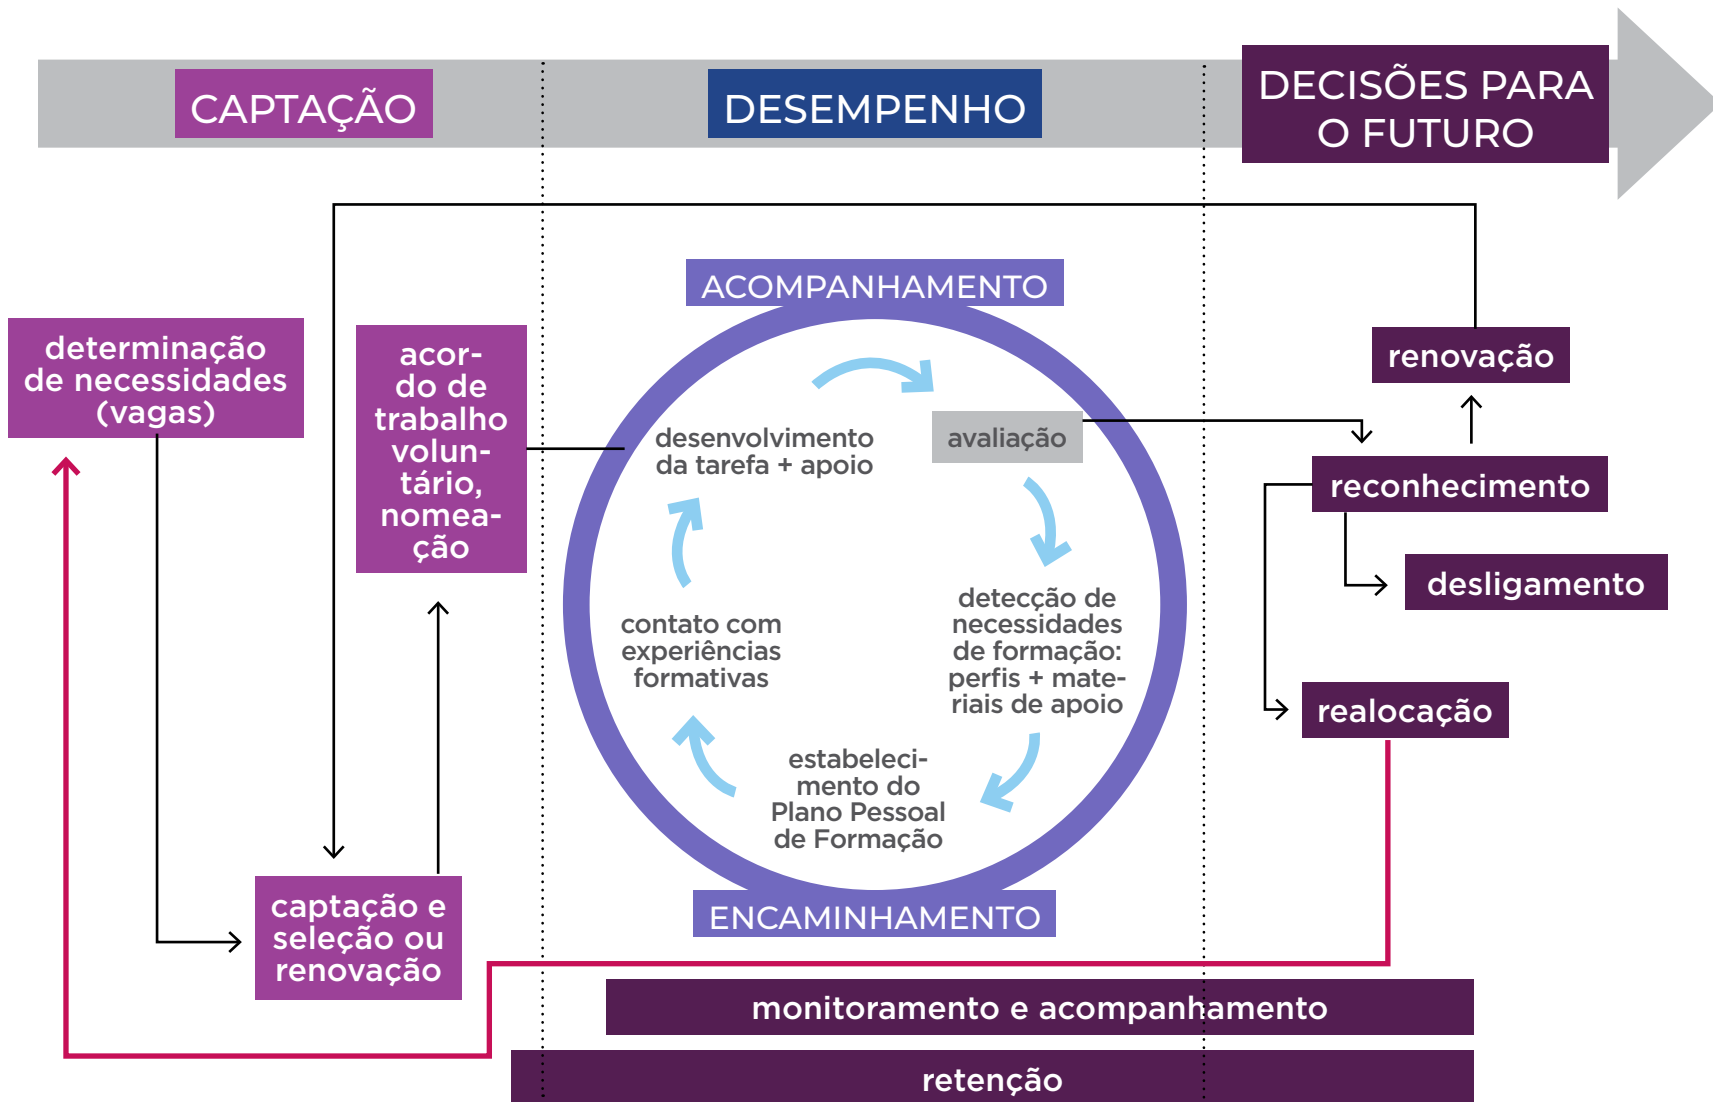 CAPTAÇÃO
DESEMPENHO
DECISÕES PARA
O FUTURO
ACOMPANHAMENTO
determinação
de necessidades
(vagas)
acor-
do de
trabalho
volun-
tário,
nomea-
ção
captação e
seleção ou
renovação
desenvolvimento
da tarefa + apoio
avaliação
detecção de
necessidades
de formação:
perfis + mate-
riais de apoio
estabeleci-
mento do
Plano Pessoal
de Formação
contato com
experiências
formativas
ENCAMINHAMENTO
renovação
reconhecimento
desligamento
realocação
monitoramento e acompanhamento
retenção